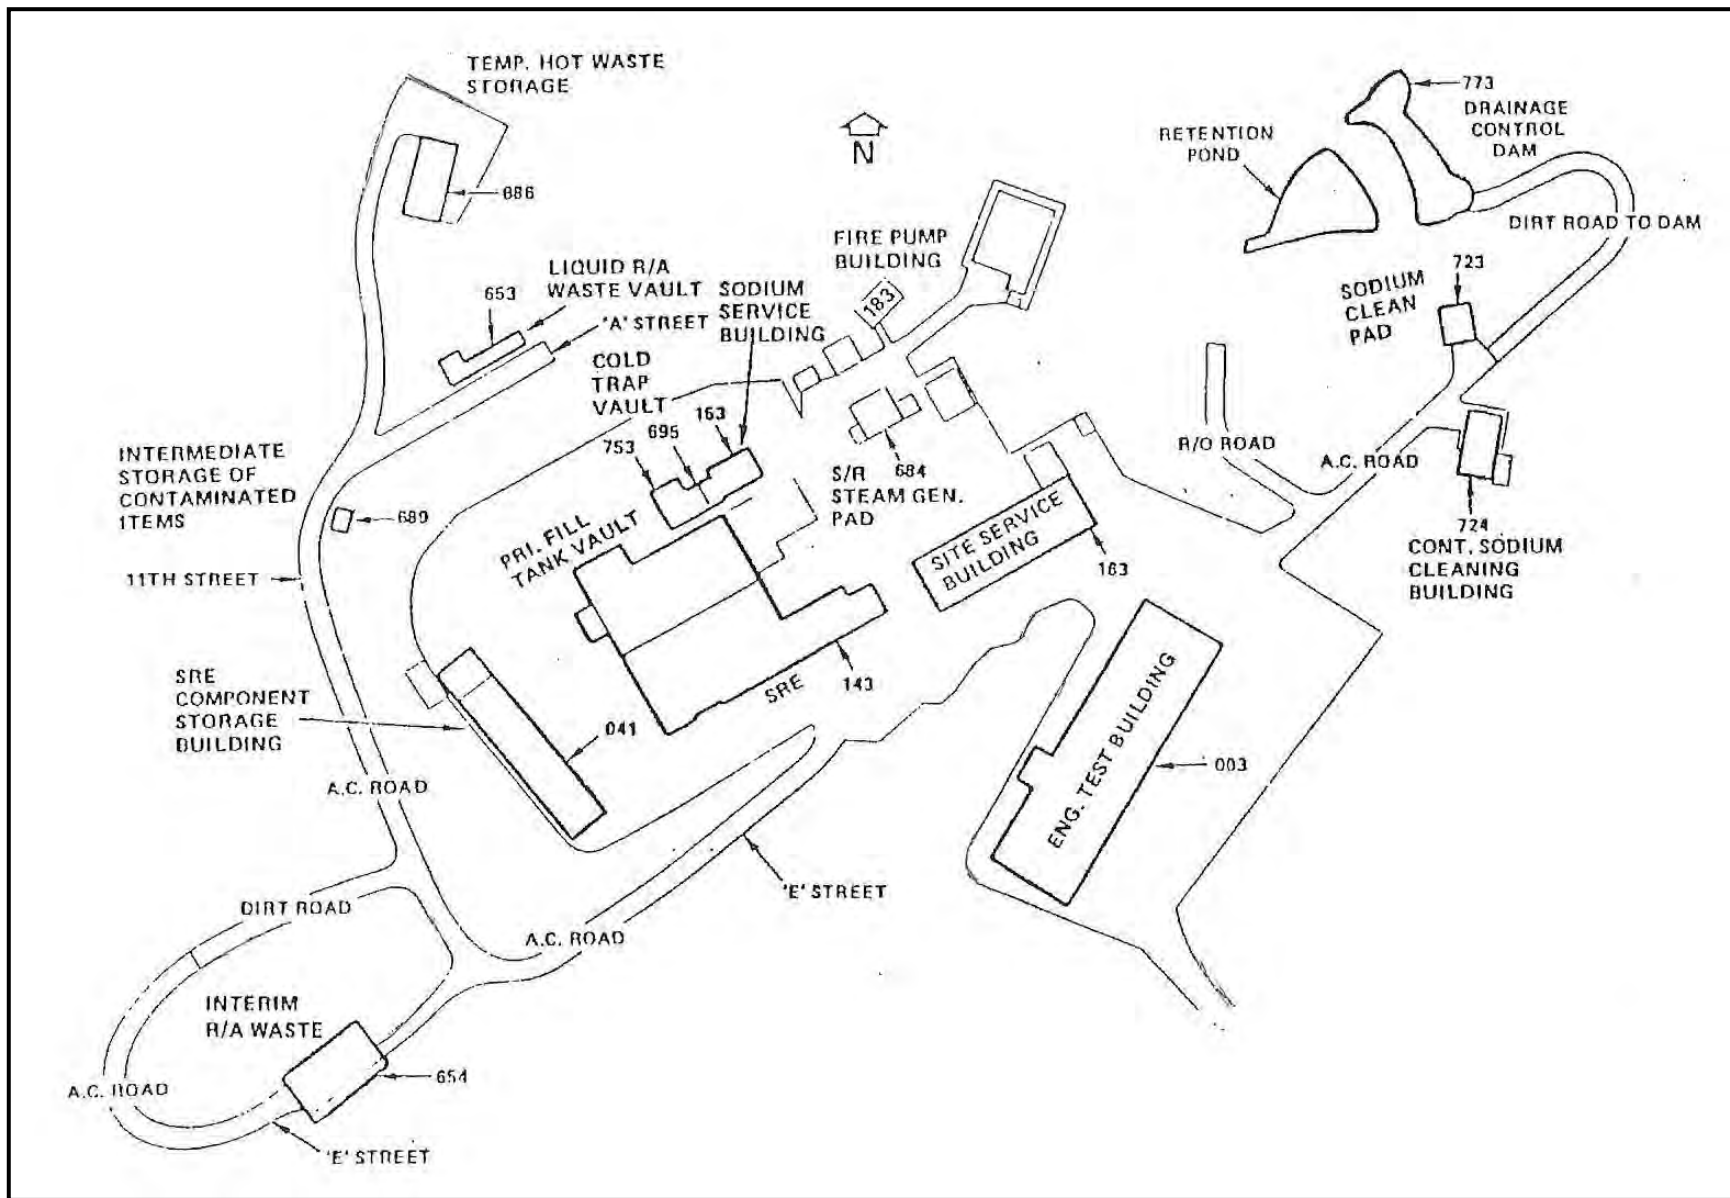 TEMP. HOT WASTE
STORAGE
686
N
773
DRAINAGE
CONTROL
DAM
RETENTION
POND
DIRT ROAD TO DAM
FIRE PUMP
BUILDING
183
LIQUID R/A
WASTE VAULT
653
'A' STREET
SODIUM
SERVICE
BUILDING
723
SODIUM
CLEAN
PAD
COLD
TRAP
VAULT
163
695
753
INTERMEDIATE
STORAGE OF
CONTAMINATED
ITEMS
689
S/R
684
STEAM GEN.
PAD
R/O ROAD
A.C. ROAD
724
CONT. SODIUM
CLEANING
BUILDING
PRI. FILL
TANK VAULT
SITE SERVICE
BUILDING
163
11TH STREET
SRE
COMPONENT
STORAGE
BUILDING
SRE
143
041
ENG. TEST BUILDING
003
A.C. ROAD
'E' STREET
DIRT ROAD
A.C. ROAD
INTERIM
R/A WASTE
654
A.C. ROAD
'E' STREET